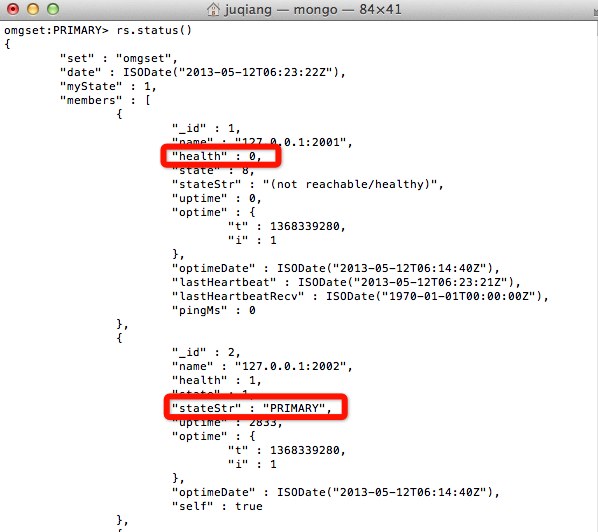 juqiang — mongo — 84×41
omgset:PRIMARY> rs.status()
{
"set" : "omgset",
"date" : ISODate("2013-05-12T06:23:22Z"),
"myState" : 1,
"members" : [
{
"_id" : 1,
"name" : "127.0.0.1:2001",
"health" : 0,
"state" : 8,
"stateStr" : "(not reachable/healthy)",
"uptime" : 0,
"optime" : {
"t" : 1368339280,
"i" : 1
},
"optimeDate" : ISODate("2013-05-12T06:14:40Z"),
"lastHeartbeat" : ISODate("2013-05-12T06:23:21Z"),
"lastHeartbeatRecv" : ISODate("1970-01-01T00:00:00Z"),
"pingMs" : 0
},
{
"_id" : 2,
"name" : "127.0.0.1:2002",
"health" : 1,
"state" : 1,
"stateStr" : "PRIMARY",
"uptime" : 2833,
"optime" : {
"t" : 1368339280,
"i" : 1
},
"optimeDate" : ISODate("2013-05-12T06:14:40Z"),
"self" : true
},
{